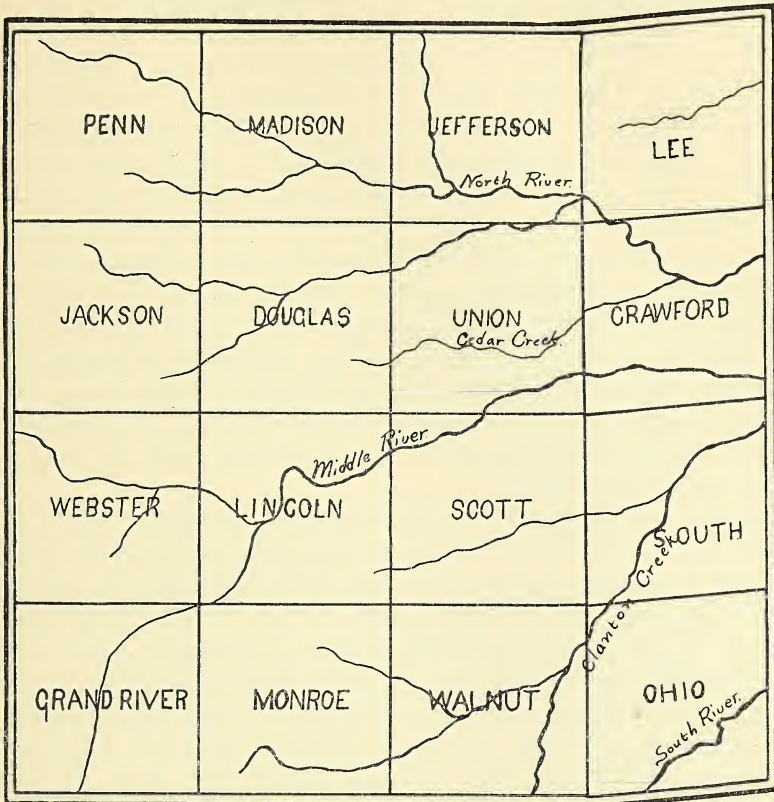 PENN
MADISON
JEFFERSON
LEE
North River.
JACKSON
DOUGLAS
UNION
Cedar Creek.
CRAWFORD
Middle River
WEBSTER
LINCOLN
SCOTT
SOUTH
Clanton Creek
GRAND RIVER
MONROE
WALNUT
OHIO
South River.